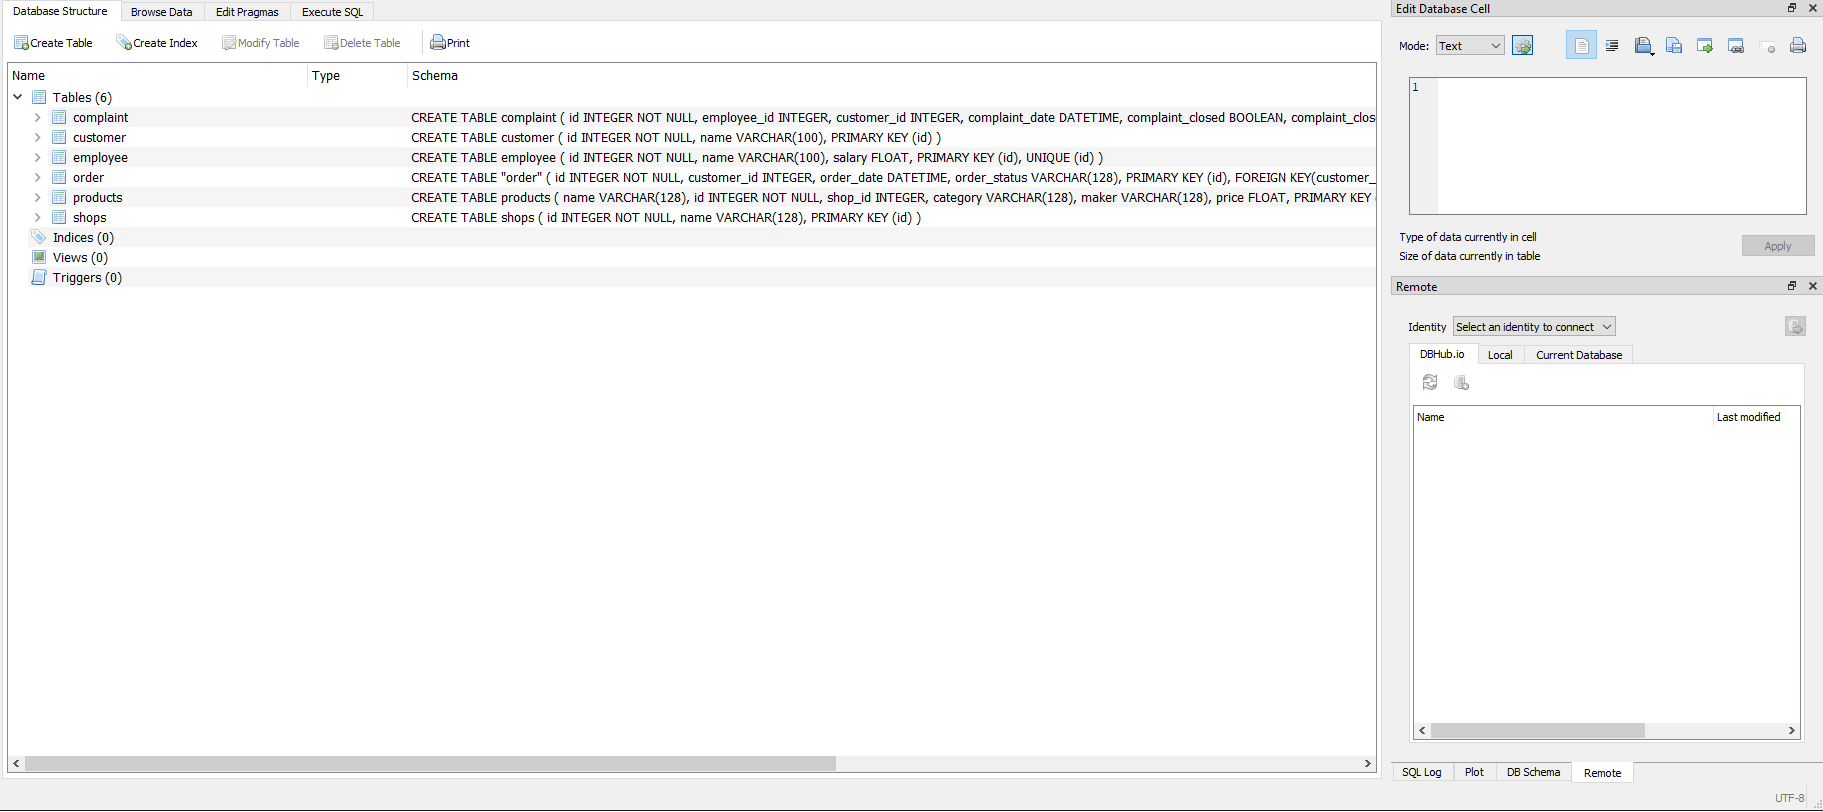 Database Structure Browse Data Edit Pragmas Execute SQL
Create Table Create Index Modify Table Delete Table Print
Name Type Schema
Tables (6)
complaint CREATE TABLE complaint ( id INTEGER NOT NULL, employee_id INTEGER, customer_id INTEGER, complaint_date DATETIME, complaint_closed BOOLEAN, complaint_clos
customer CREATE TABLE customer ( id INTEGER NOT NULL, name VARCHAR(100), PRIMARY KEY (id) )
employee CREATE TABLE employee ( id INTEGER NOT NULL, name VARCHAR(100), salary FLOAT, PRIMARY KEY (id), UNIQUE (id) )
order CREATE TABLE "order" ( id INTEGER NOT NULL, customer_id INTEGER, order_date DATETIME, order_status VARCHAR(128), PRIMARY KEY (id), FOREIGN KEY(customer_
products CREATE TABLE products ( name VARCHAR(128), id INTEGER NOT NULL, shop_id INTEGER, category VARCHAR(128), maker VARCHAR(128), price FLOAT, PRIMARY KEY (
shops CREATE TABLE shops ( id INTEGER NOT NULL, name VARCHAR(128), PRIMARY KEY (id) )
Indices (0)
Views (0)
Triggers (0)
Edit Database Cell
Mode: Text
1
Type of data currently in cell
Size of data currently in table
Apply
Remote
Identity Select an identity to connect
DBHub.io Local Current Database
Name Last modified
SQL Log Plot DB Schema Remote
UTF-8